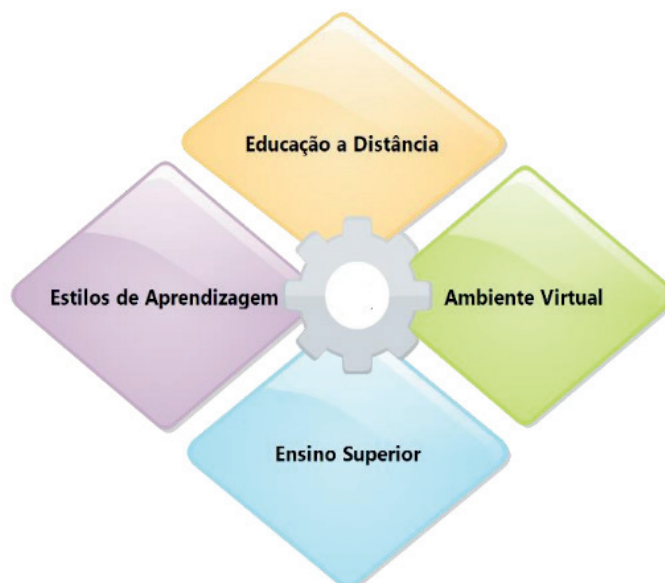 Educação a Distância
Estilos de Aprendizagem
Ambiente Virtual
Ensino Superior